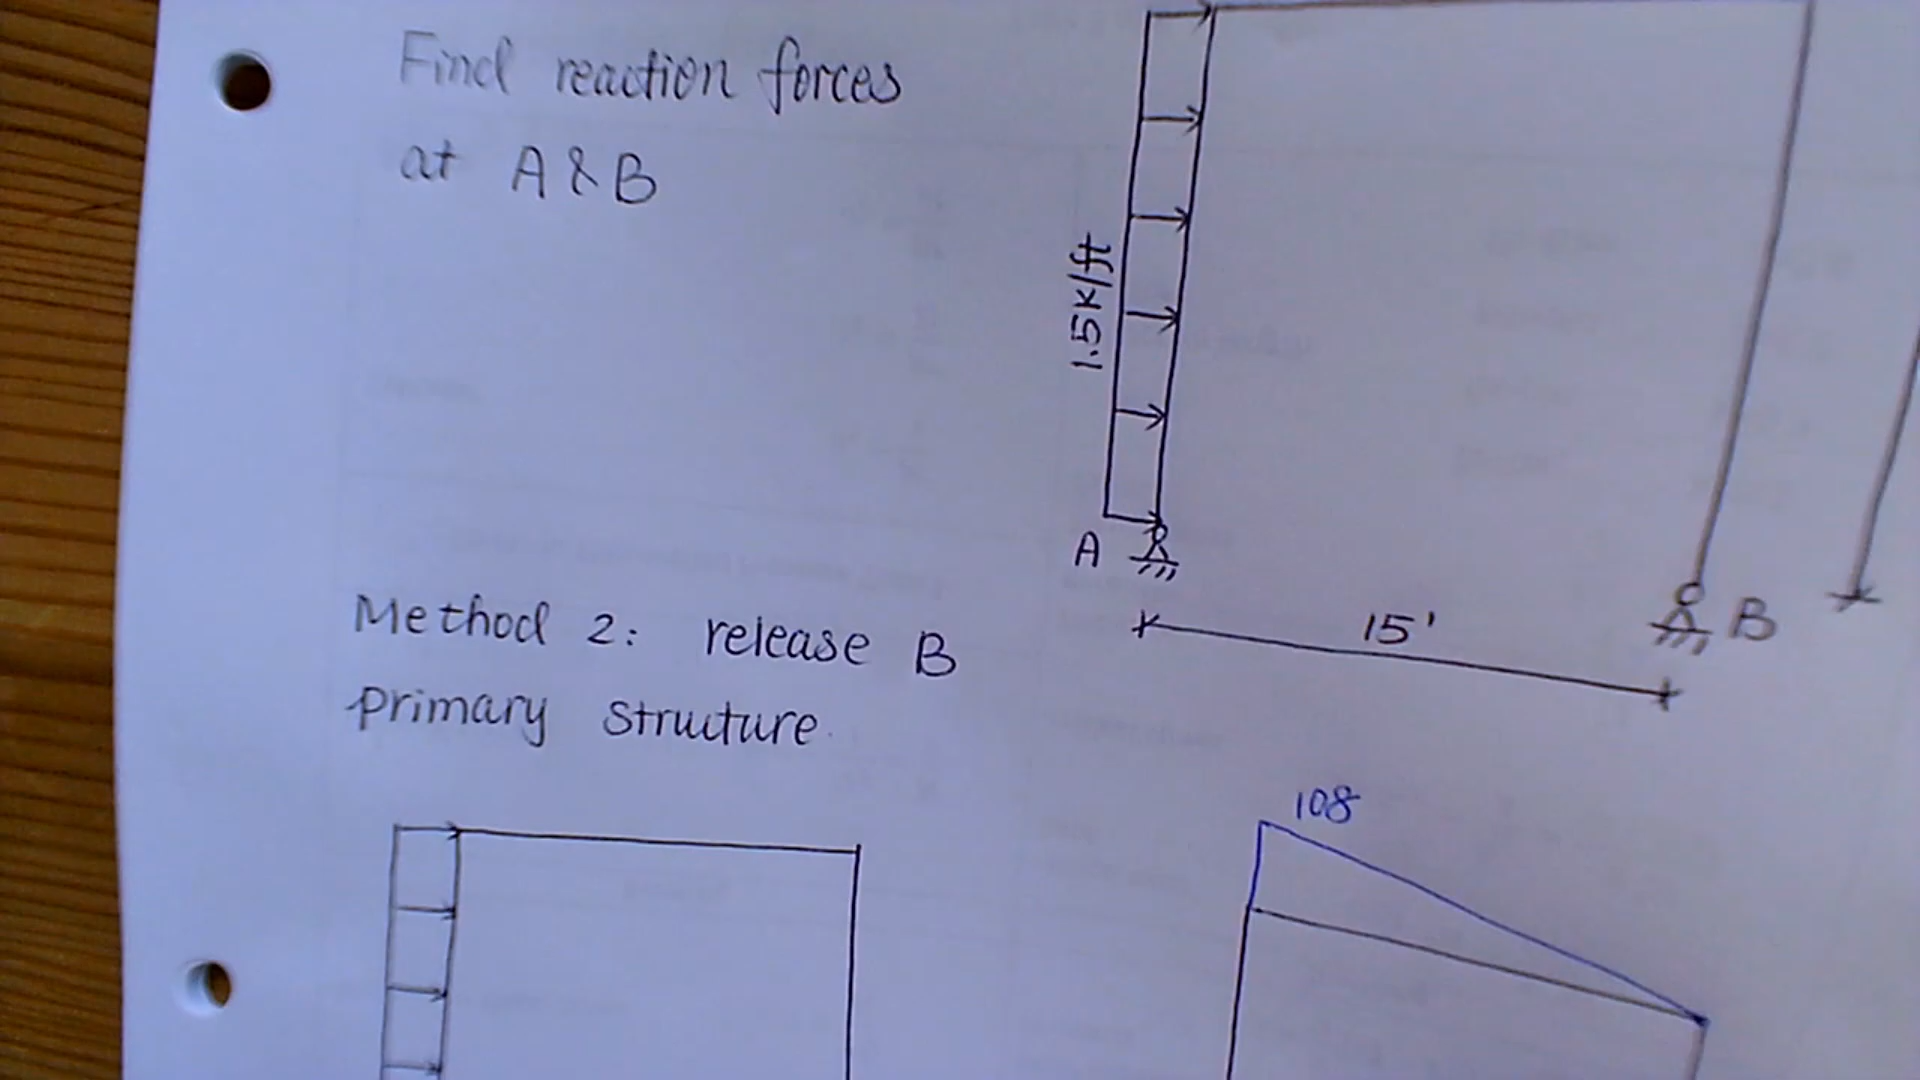 Find reaction forces
at A & B
1.5k/ft
A
B
15'
Method 2: release B
primary structure.
108